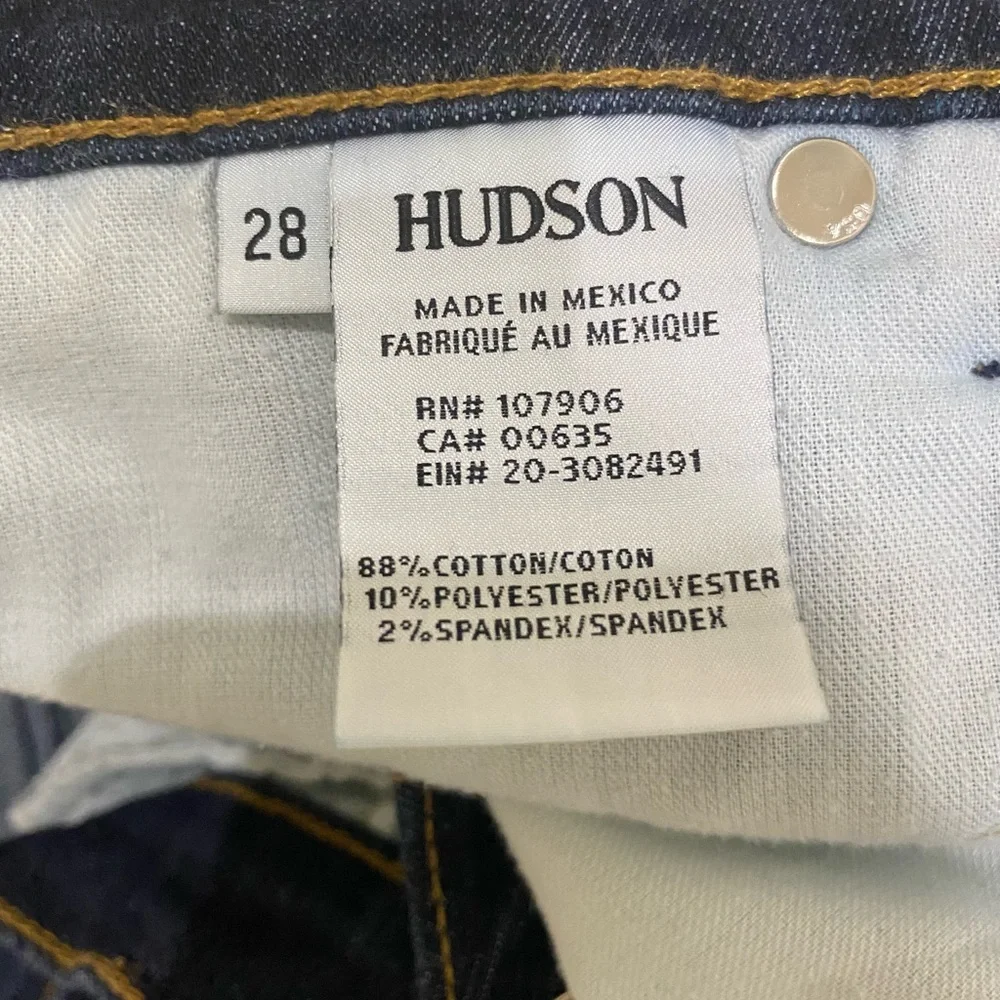 28
HUDSON
MADE IN MEXICO
FABRIQUÉ AU MEXIQUE
RN# 107906
CA# 00635
EIN# 20-3082491
88% COTTON/COTON
10% POLYESTER/POLYESTER
2% SPANDEX/SPANDEX